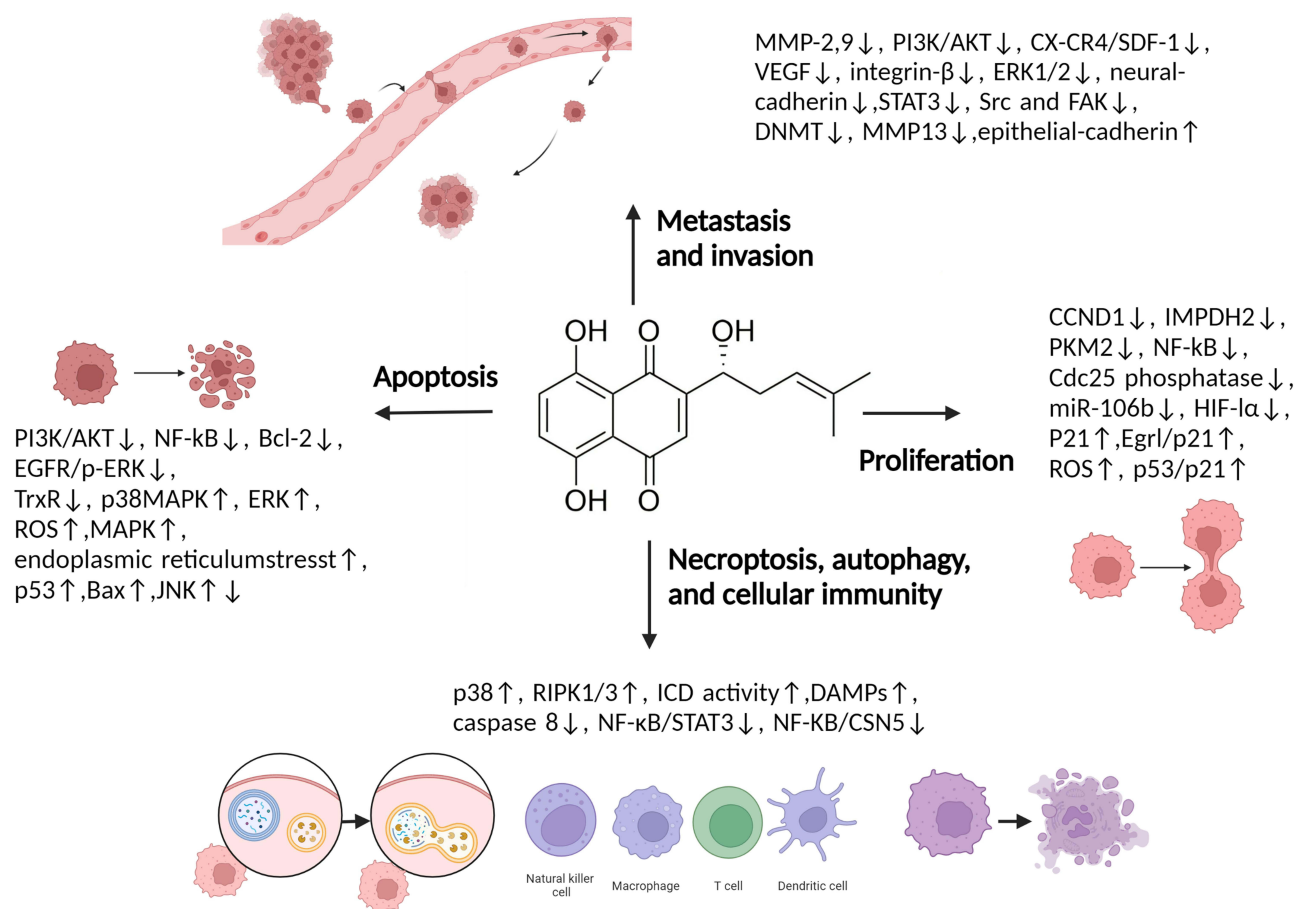 MMP-2,9↓, PI3K/AKT↓, CX-CR4/SDF-1↓,
VEGF↓, integrin-β↓, ERK1/2↓, neural-
cadherin↓,STAT3↓, Src and FAK↓,
DNMT↓, MMP13↓,epithelial-cadherin↑
Metastasis
and invasion
OH O OH
OH O
Apoptosis
PI3K/AKT↓, NF-kB↓, Bcl-2↓,
EGFR/p-ERK↓,
TrxR↓, p38MAPK↑, ERK↑,
ROS↑,MAPK↑,
endoplasmic reticulumstresst↑,
p53↑,Bax↑,JNK↑↓
CCND1↓, IMPDH2↓,
PKM2↓, NF-kB↓,
Cdc25 phosphatase↓,
miR-106b↓, HIF-lα↓,
P21↑,Egrl/p21↑,
ROS↑, p53/p21↑
Proliferation
Necroptosis, autophagy,
and cellular immunity
p38↑, RIPK1/3↑, ICD activity↑,DAMPs↑,
caspase 8↓, NF-κB/STAT3↓, NF-KB/CSN5↓
Natural killer
cell
Macrophage
T cell
Dendritic cell